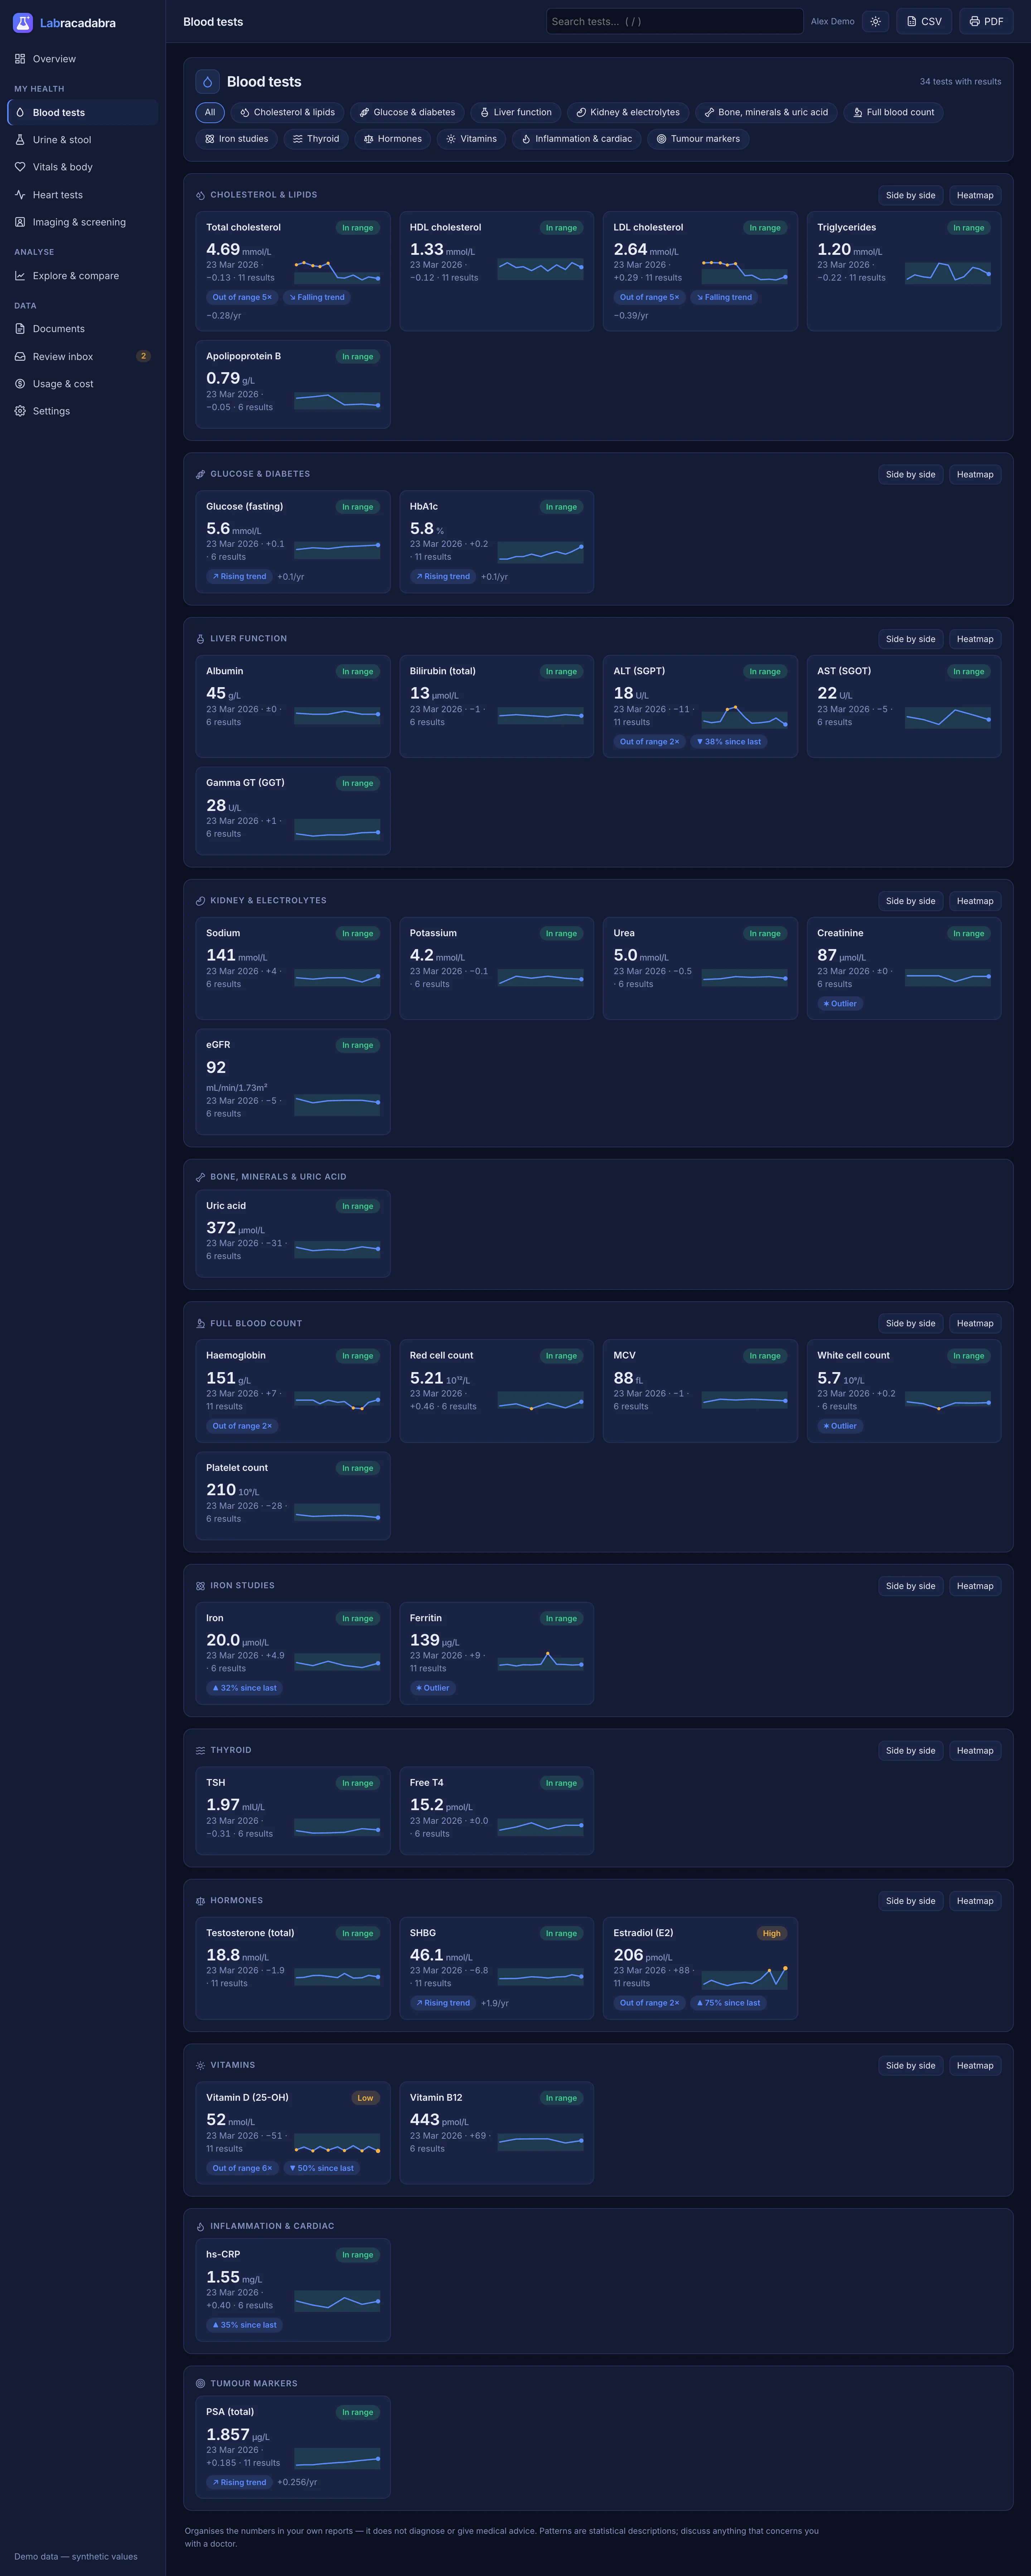 Labracadabra
Overview
MY HEALTH
Blood tests
Urine & stool
Vitals & body
Heart tests
Imaging & screening
ANALYSE
Explore & compare
DATA
Documents
Review inbox 2
Usage & cost
Settings
Demo data — synthetic values
Blood tests
Search tests... ( / )
Alex Demo
CSV
PDF
Blood tests
34 tests with results
All Cholesterol & lipids Glucose & diabetes Liver function Kidney & electrolytes Bone, minerals & uric acid Full blood count
Iron studies Thyroid Hormones Vitamins Inflammation & cardiac Tumour markers
CHOLESTEROL & LIPIDS
Side by side Heatmap
Total cholesterol In range
4.69 mmol/L
23 Mar 2026 ·
−0.13 · 11 results
Out of range 5× ↘ Falling trend
−0.28/yr
HDL cholesterol In range
1.33 mmol/L
23 Mar 2026 ·
−0.12 · 11 results
LDL cholesterol In range
2.64 mmol/L
23 Mar 2026 ·
+0.29 · 11 results
Out of range 5× ↘ Falling trend
−0.39/yr
Triglycerides In range
1.20 mmol/L
23 Mar 2026 ·
−0.22 · 11 results
Apolipoprotein B In range
0.79 g/L
23 Mar 2026 ·
−0.05 · 6 results
GLUCOSE & DIABETES
Side by side Heatmap
Glucose (fasting) In range
5.6 mmol/L
23 Mar 2026 · +0.1
· 6 results
↗ Rising trend +0.1/yr
HbA1c In range
5.8 %
23 Mar 2026 · +0.2
· 11 results
↗ Rising trend +0.1/yr
LIVER FUNCTION
Side by side Heatmap
Albumin In range
45 g/L
23 Mar 2026 · ±0 ·
6 results
Bilirubin (total) In range
13 µmol/L
23 Mar 2026 · −1 ·
6 results
ALT (SGPT) In range
18 U/L
23 Mar 2026 · −11 ·
11 results
Out of range 2× ▼ 38% since last
AST (SGOT) In range
22 U/L
23 Mar 2026 · −5 ·
6 results
Gamma GT (GGT) In range
28 U/L
23 Mar 2026 · +1 ·
6 results
KIDNEY & ELECTROLYTES
Side by side Heatmap
Sodium In range
141 mmol/L
23 Mar 2026 · +4 ·
6 results
Potassium In range
4.2 mmol/L
23 Mar 2026 · −0.1
· 6 results
Urea In range
5.0 mmol/L
23 Mar 2026 · −0.5
· 6 results
Creatinine In range
87 µmol/L
23 Mar 2026 · ±0 ·
6 results
✷ Outlier
eGFR In range
92
mL/min/1.73m²
23 Mar 2026 · −5 ·
6 results
BONE, MINERALS & URIC ACID
Uric acid In range
372 µmol/L
23 Mar 2026 · −31 ·
6 results
FULL BLOOD COUNT
Side by side Heatmap
Haemoglobin In range
151 g/L
23 Mar 2026 · +7 ·
11 results
Out of range 2×
Red cell count In range
5.21 10¹²/L
23 Mar 2026 ·
+0.46 · 6 results
MCV In range
88 fL
23 Mar 2026 · −1 ·
6 results
White cell count In range
5.7 10⁹/L
23 Mar 2026 · +0.2
· 6 results
✷ Outlier
Platelet count In range
210 10⁹/L
23 Mar 2026 · −28 ·
6 results
IRON STUDIES
Side by side Heatmap
Iron In range
20.0 µmol/L
23 Mar 2026 · +4.9
· 6 results
▲ 32% since last
Ferritin In range
139 µg/L
23 Mar 2026 · +9 ·
11 results
✷ Outlier
THYROID
Side by side Heatmap
TSH In range
1.97 mIU/L
23 Mar 2026 ·
−0.31 · 6 results
Free T4 In range
15.2 pmol/L
23 Mar 2026 · ±0.0
· 6 results
HORMONES
Side by side Heatmap
Testosterone (total) In range
18.8 nmol/L
23 Mar 2026 · −1.9
· 11 results
SHBG In range
46.1 nmol/L
23 Mar 2026 · −6.8
· 11 results
↗ Rising trend +1.9/yr
Estradiol (E2) High
206 pmol/L
23 Mar 2026 · +88 ·
11 results
Out of range 2× ▲ 75% since last
VITAMINS
Side by side Heatmap
Vitamin D (25-OH) Low
52 nmol/L
23 Mar 2026 · −51 ·
11 results
Out of range 6× ▼ 50% since last
Vitamin B12 In range
443 pmol/L
23 Mar 2026 · +69 ·
6 results
INFLAMMATION & CARDIAC
hs-CRP In range
1.55 mg/L
23 Mar 2026 ·
+0.40 · 6 results
▲ 35% since last
TUMOUR MARKERS
PSA (total) In range
1.857 µg/L
23 Mar 2026 ·
+0.185 · 11 results
↗ Rising trend +0.256/yr
Organises the numbers in your own reports — it does not diagnose or give medical advice. Patterns are statistical descriptions; discuss anything that concerns you
with a doctor.